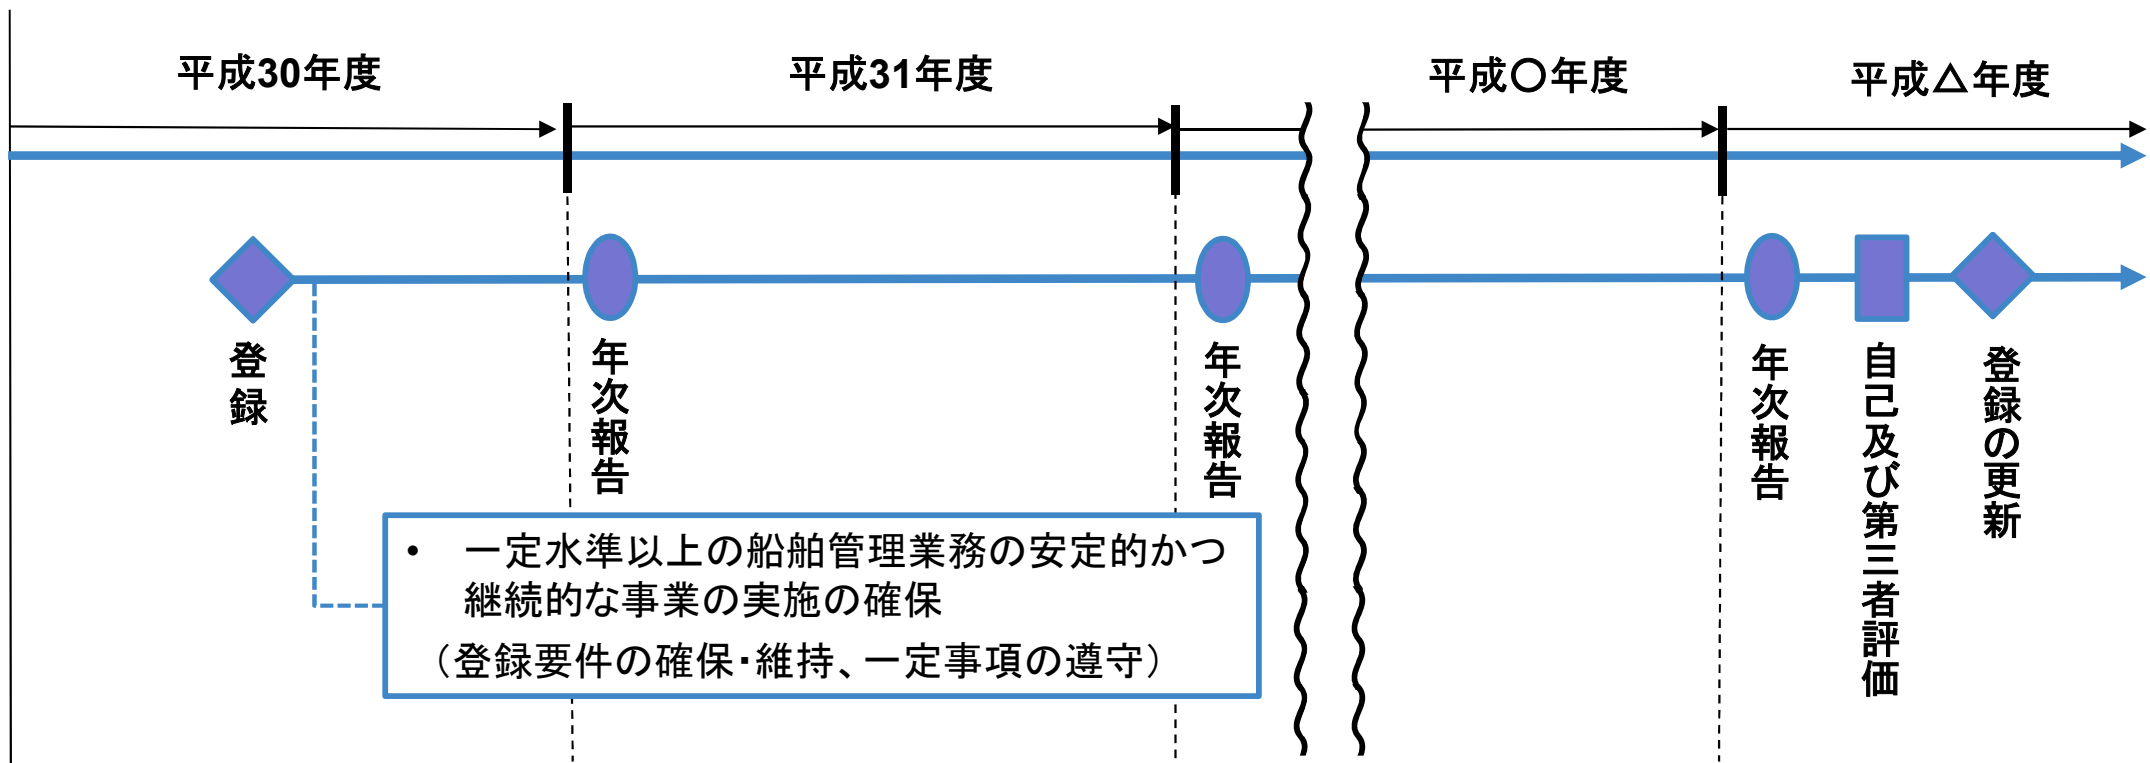 平成30年度
平成31年度
平成〇年度
平成△年度
登録
年次報告
年次報告
年次報告
自己及び第三者評価
登録の更新
• 一定水準以上の船舶管理業務の安定的かつ
継続的な事業の実施の確保
（登録要件の確保・維持、一定事項の遵守）